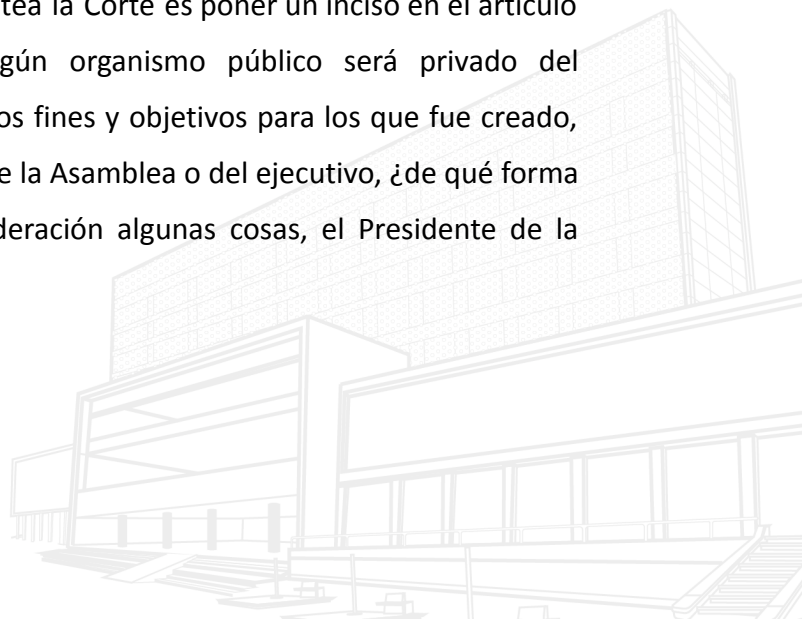 tea la Corte es poner un inciso en el artículo
gún organismo público será privado del
os fines y objetivos para los que fue creado,
e la Asamblea o del ejecutivo, ¿de qué forma
deración algunas cosas, el Presidente de la